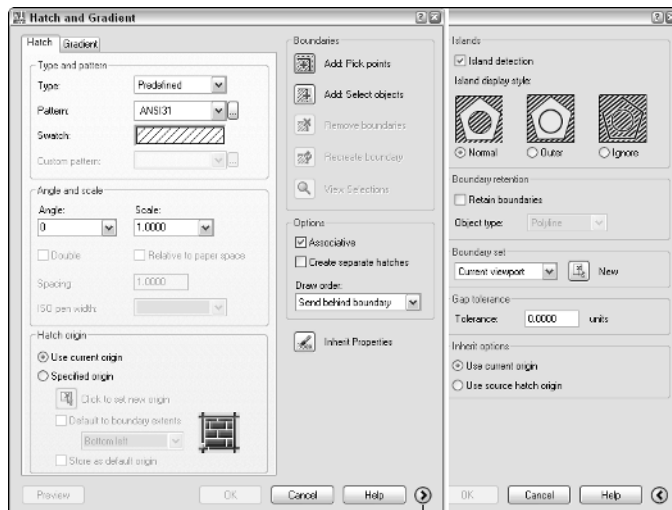 Hatch and Gradient
Hatch
Gradient
Type and pattern
Type:
Predefined
Pattern:
ANSI31
...
Swatch:
Custom pattern:
...
Angle and scale
Angle:
Scale:
0
1.0000
Double
Relative to paper space
Spacing:
1.0000
ISO pen width:
Hatch origin
Use current origin
Specified origin
Click to set new origin
Default to boundary extents
Bottom left
Store as default origin
Preview
OK
Cancel
Help
Boundaries
Add: Pick points
Add: Select objects
Remove boundaries
Recreate boundary
View Selections
Options
Associative
Create separate hatches
Draw order:
Send behind boundary
Inherit Properties
Islands
Island detection
Island display style:
Normal
Outer
Ignore
Boundary retention
Retain boundaries
Object type:
Polyline
Boundary set
Current viewport
New
Gap tolerance
Tolerance:
0.0000
units
Inherit options
Use current origin
Use source hatch origin
OK
Cancel
Help